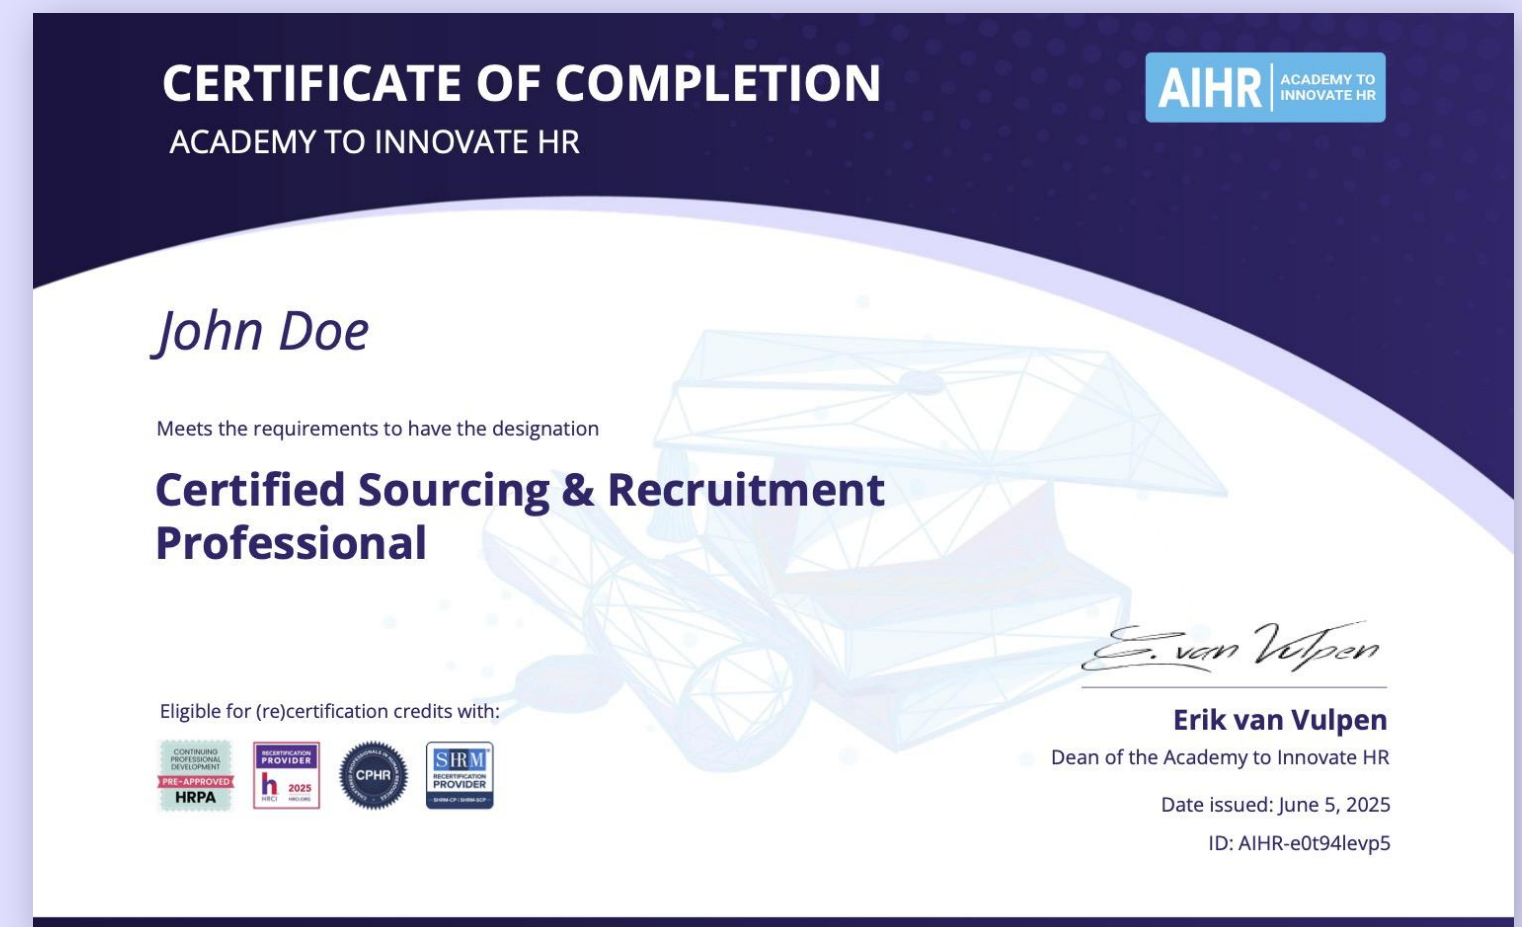 CERTIFICATE OF COMPLETION
ACADEMY TO INNOVATE HR
AIHR
ACADEMY TO
INNOVATE HR
John Doe
Meets the requirements to have the designation
Certified Sourcing & Recruitment
Professional
Eligible for (re)certification credits with:
CONTINUING
PROFESSIONAL
DEVELOPMENT
PRE-APPROVED
HRPA
RECERTIFICATION
PROVIDER
h
2025
HRCI
HRCI.ORG
CPHR
SHRM
RECERTIFICATION
PROVIDER
SHRM-CP | SHRM-SCP
E. van Vulpen
Erik van Vulpen
Dean of the Academy to Innovate HR
Date issued: June 5, 2025
ID: AIHR-e0t94levp5